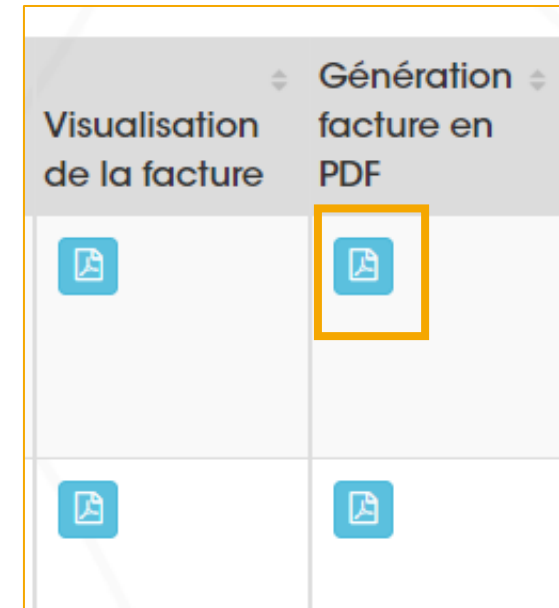 Visualisation
de la facture
Génération
facture en
PDF